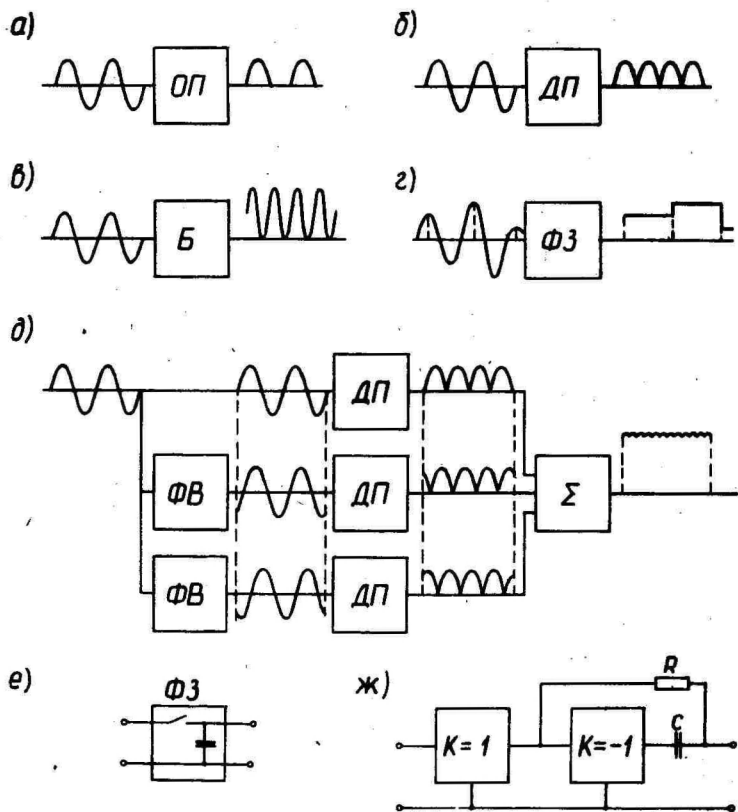 а) ОП б) ДП
в) Б г) ФЗ
д) ДП
ФВ ДП Σ
ФВ ДП
е) ФЗ ж) R
K=1 K=-1 C